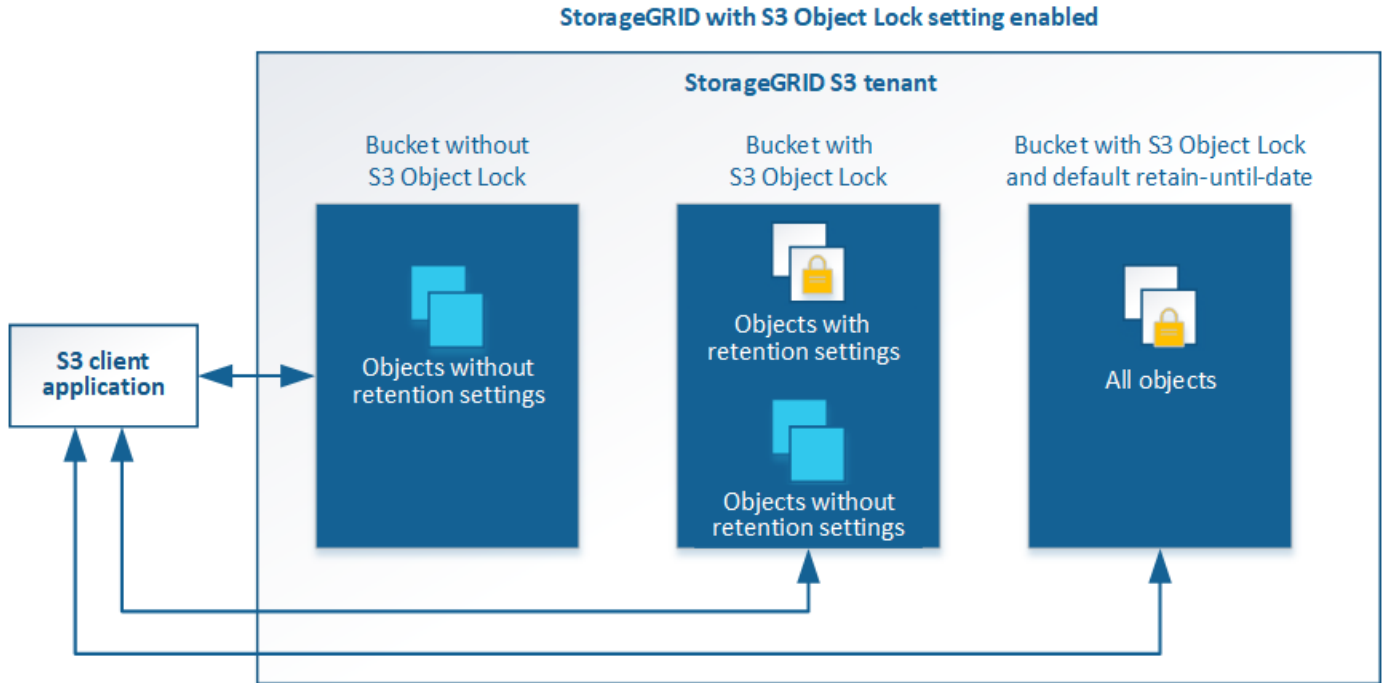 StorageGRID with S3 Object Lock setting enabled
StorageGRID S3 tenant
Bucket without
S3 Object Lock
Bucket with
S3 Object Lock
Bucket with S3 Object Lock
and default retain-until-date
S3 client
application
Objects without
retention settings
Objects with
retention settings
Objects without
retention settings
All objects